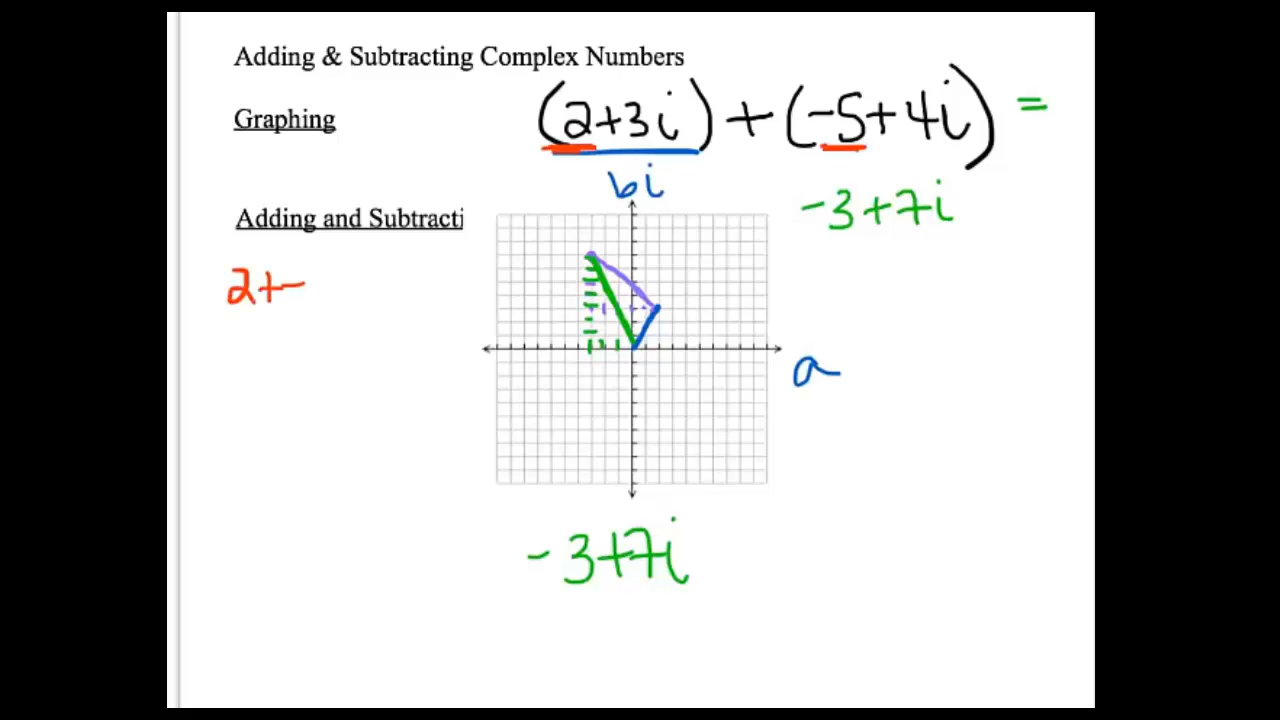 Adding & Subtracting Complex Numbers
Graphing
(2+3i) + (-5+4i) =
bi
-3+7i
Adding and Subtracti
2+-
a
-3+7i